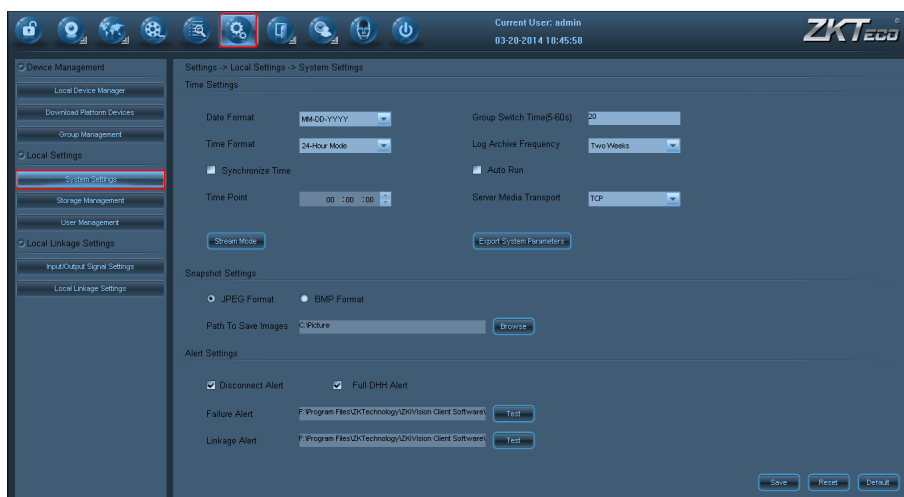 Current User: admin
03-20-2014 18:45:58
ZKTECO
Device Management
Local Device Manager
Download Platform Devices
Group Management
Local Settings
System Settings
Storage Management
User Management
Local Linkage Settings
Input/Output Signal Settings
Local Linkage Settings
Settings -> Local Settings -> System Settings
Time Settings
Date Format MM-DD-YYYY Group Switch Time(5-60s) 20
Time Format 24-Hour Mode Log Archive Frequency Two Weeks
Synchronize Time Auto Run
Time Point 00 :00 :00 Server Media Transport TCP
Stream Mode Export System Parameters
Snapshot Settings
JPEG Format BMP Format
Path To Save Images C:\Picture Browse
Alert Settings
Disconnect Alert Full DHH Alert
Failure Alert F:\Program Files\ZKTechnology\ZKiVision Client Software\ Test
Linkage Alert F:\Program Files\ZKTechnology\ZKiVision Client Software\ Test
Save Reset Default